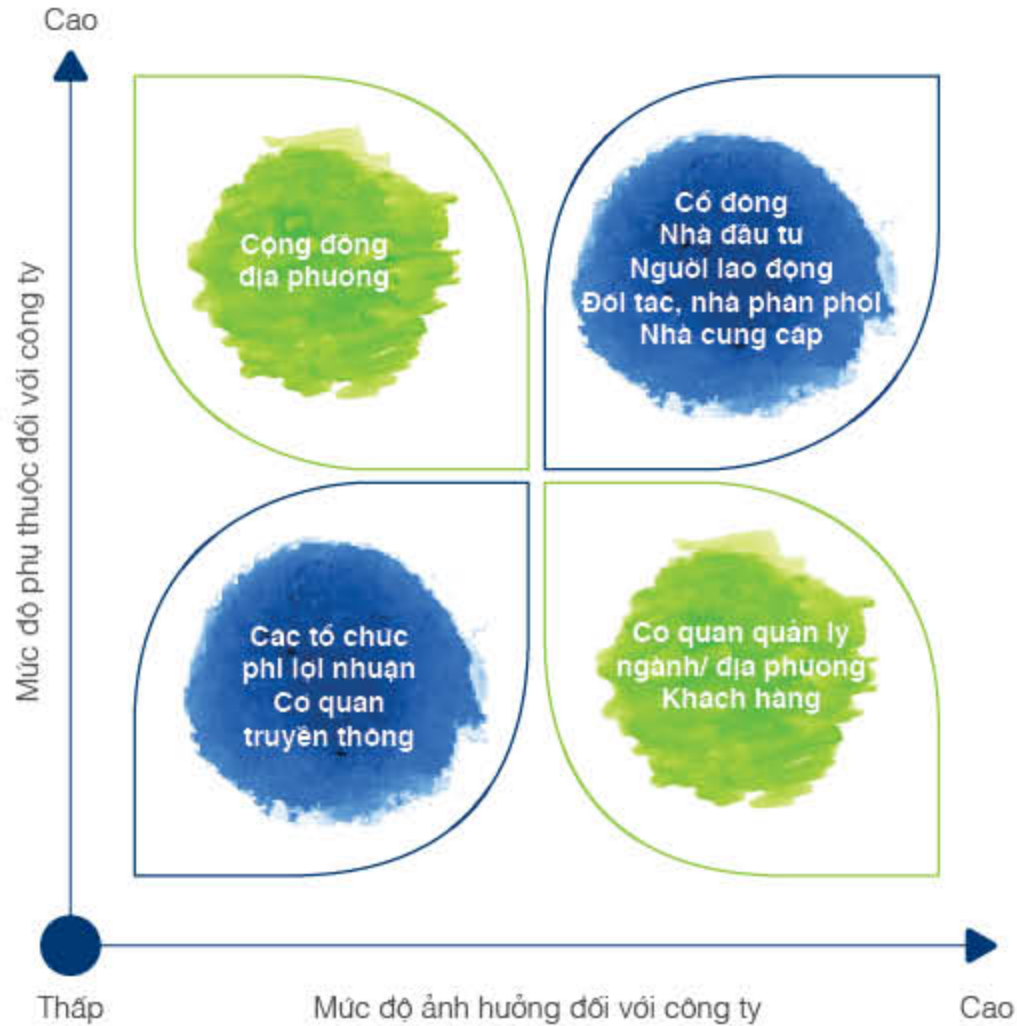 Cao
Mức độ phụ thuộc đối với công ty
Cộng đồng
địa phương
Cổ đông
Nhà đầu tư
Người lao động
Đối tác, nhà phân phối
Nhà cung cấp
Các tổ chức
phi lợi nhuận
Cơ quan
truyền thông
Cơ quan quản lý
ngành/ địa phương
Khách hàng
Thấp
Mức độ ảnh hưởng đối với công ty
Cao